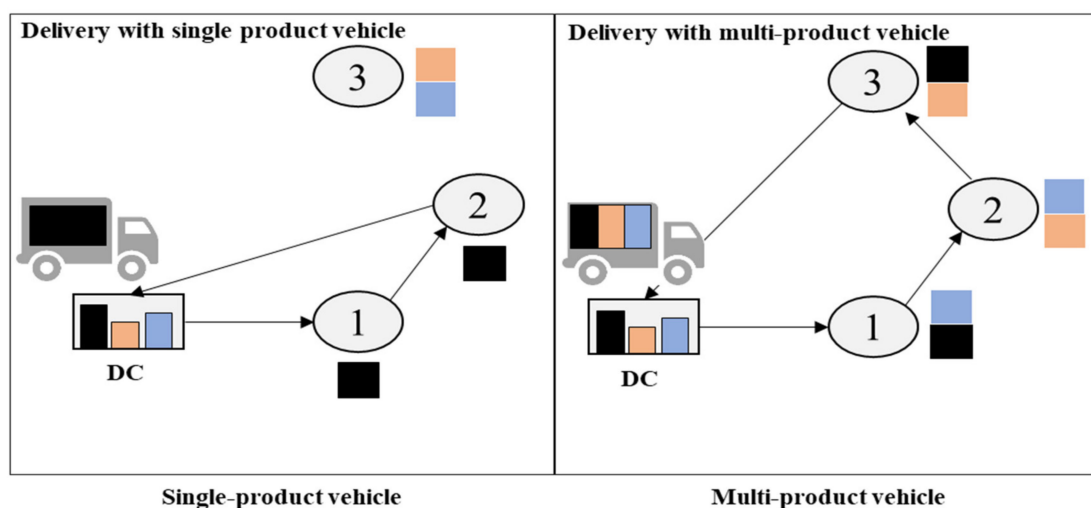 Delivery with single product vehicle
3
2
1
DC
Delivery with multi-product vehicle
3
2
1
DC
Single-product vehicle
Multi-product vehicle